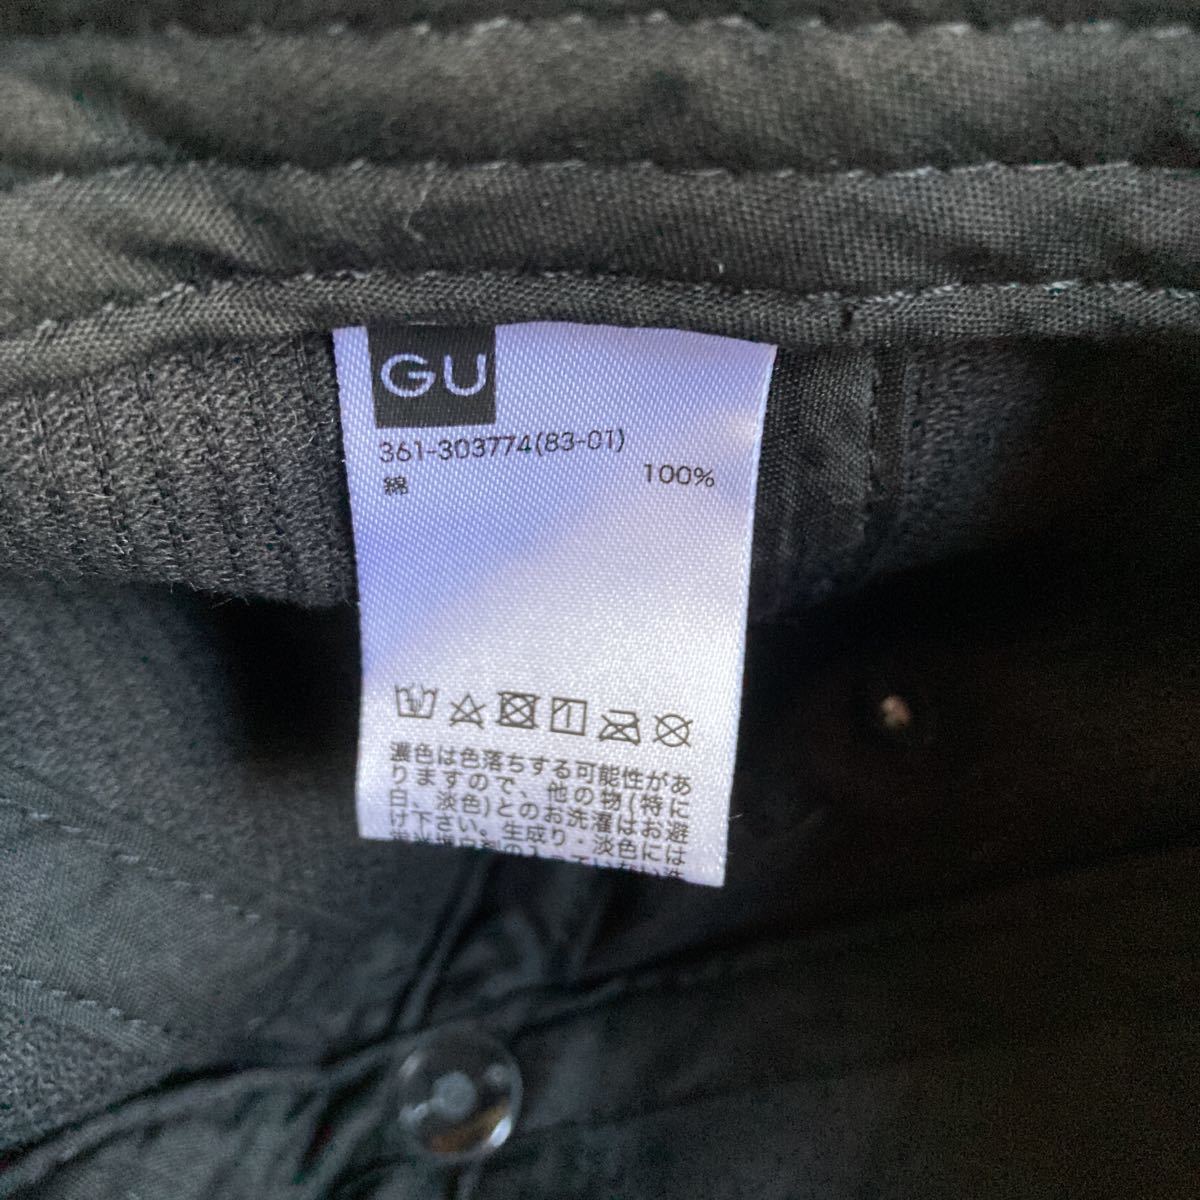 GU
361-303774(83-01)
綿 100%
濃色は色落ちする可能性があ
りますので、他の物(特に
白、淡色)とのお洗濯はお避
け下さい。生成り・淡色には